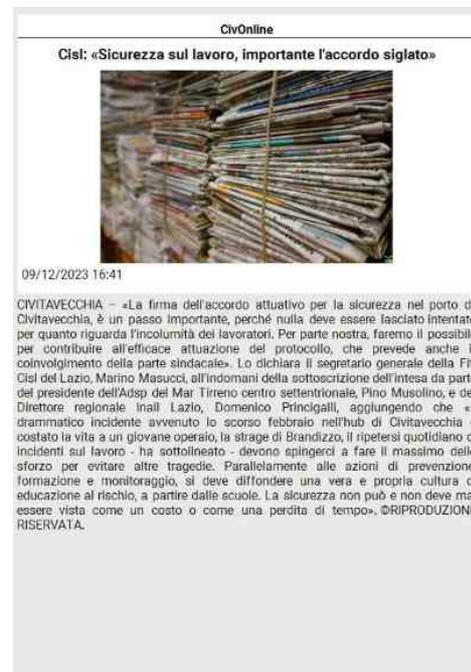 CivOnline
Cisl: «Sicurezza sul lavoro, importante l'accordo siglato»
09/12/2023 16:41
CIVITAVECCHIA – «La firma dell'accordo attuativo per la sicurezza nel porto d
Civitavecchia, è un passo importante, perché nulla deve essere lasciato intentato
per quanto riguarda l'incolumità dei lavoratori. Per parte nostra, faremo il possibil
per contribuire all'efficace attuazione del protocollo, che prevede anche i
coinvolgimento della parte sindacale». Lo dichiara il segretario generale della Fi
Cisl del Lazio, Marino Masucci, all'indomani della sottoscrizione dell'intesa da part
del presidente dell'Adsp del Mar Tirreno centro settentrionale, Pino Musolino, e de
Direttore regionale Inail Lazio, Domenico Principalli, aggiungendo che «
drammatico incidente avvenuto lo scorso febbraio nell'hub di Civitavecchia
costato la vita a un giovane operaio, la strage di Brandizzo, il ripetersi quotidiano d
incidenti sul lavoro - ha sottolineato - devono spingerci a fare il massimo dello
sforzo per evitare altre tragedie. Parallelamente alle azioni di prevenzione
formazione e monitoraggio, si deve diffondere una vera e propria cultura d
educazione al rischio, a partire dalle scuole. La sicurezza non può e non deve ma
essere vista come un costo o come una perdita di tempo». ©RIPRODUZIONE
RISERVATA.